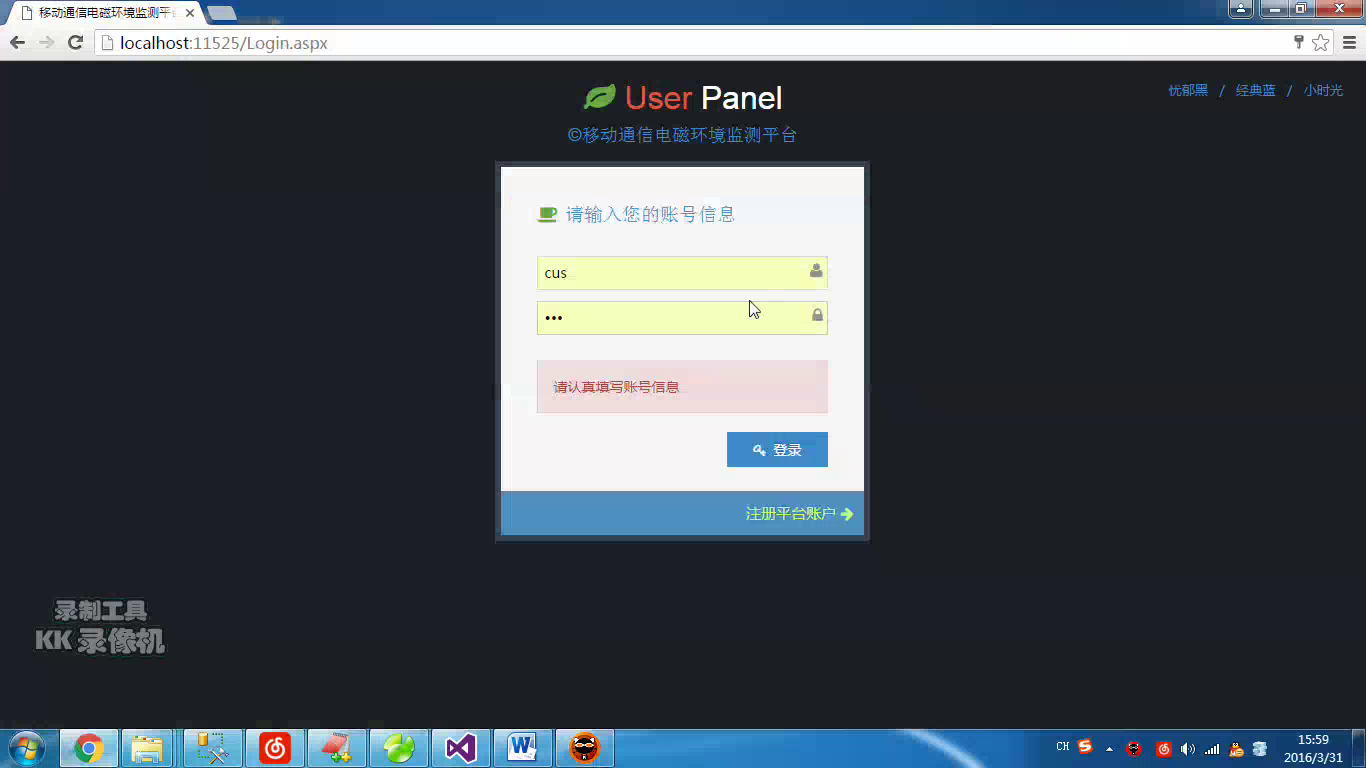 移动通信电磁环境监测平台
localhost:11525/Login.aspx
User Panel
忧郁黑 / 经典蓝 / 小时光
©移动通信电磁环境监测平台
请输入您的账号信息
cus
•••
请认真填写账号信息
登录
注册平台账户
录制工具
KK 录像机
CH
15:59
2016/3/31